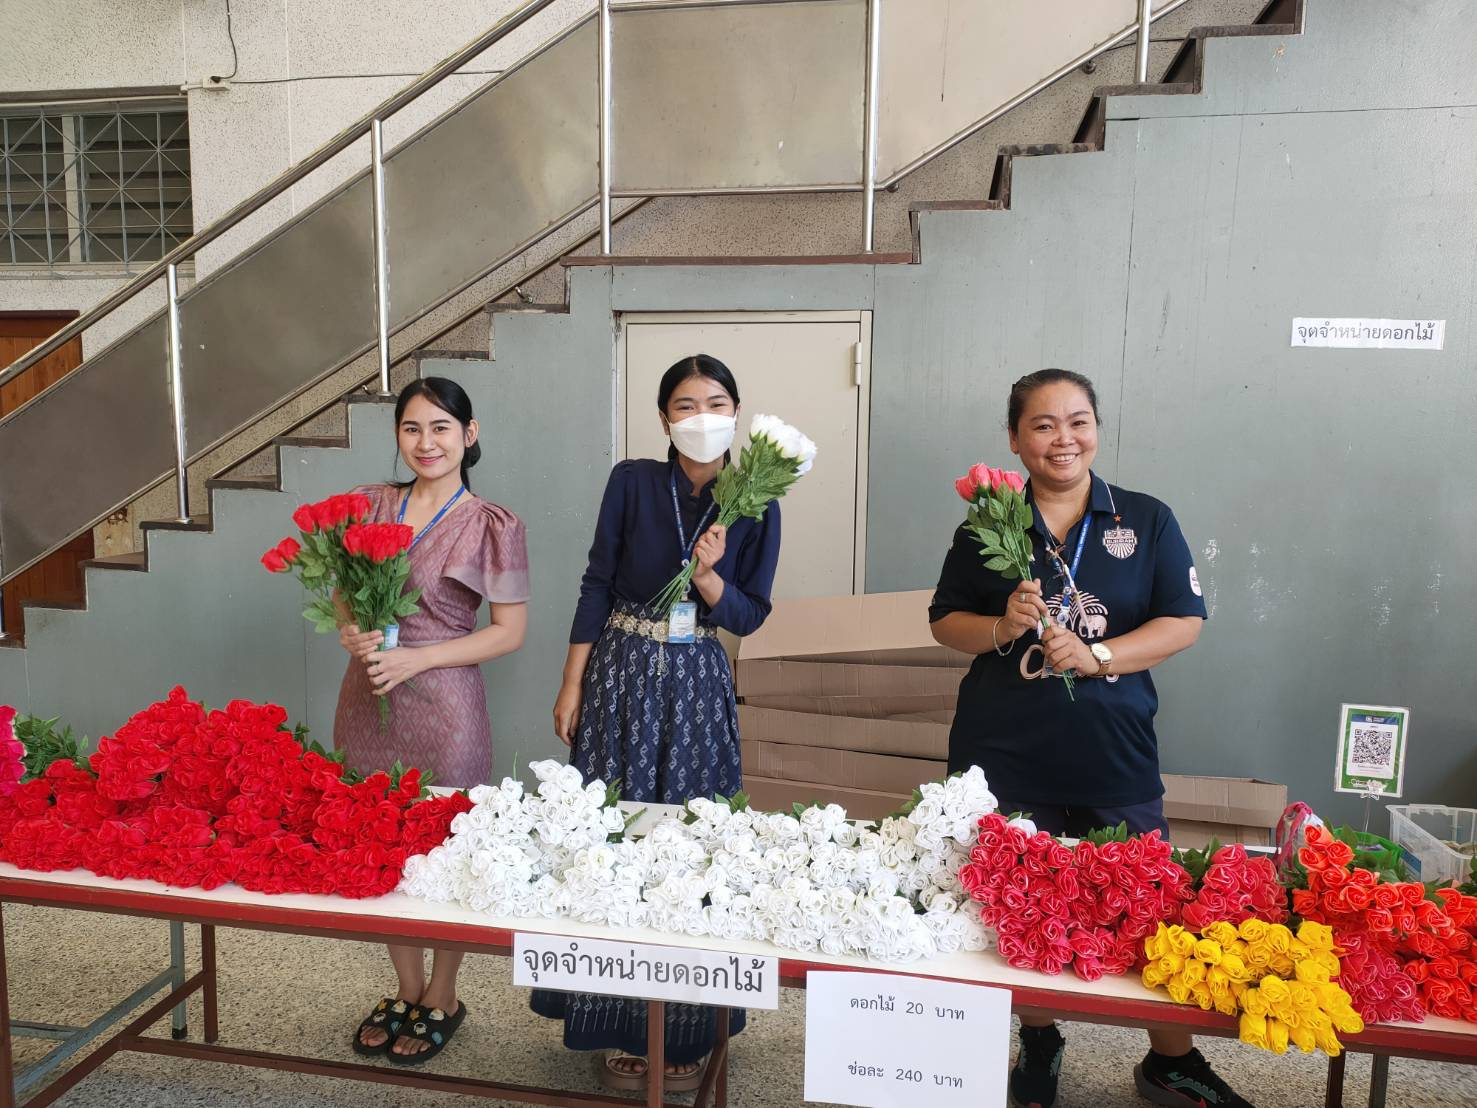 จุดจำหน่ายดอกไม้
BURIRAM
จุดจำหน่ายดอกไม้
ดอกไม้ 20 บาท
ช่อละ 240 บาท